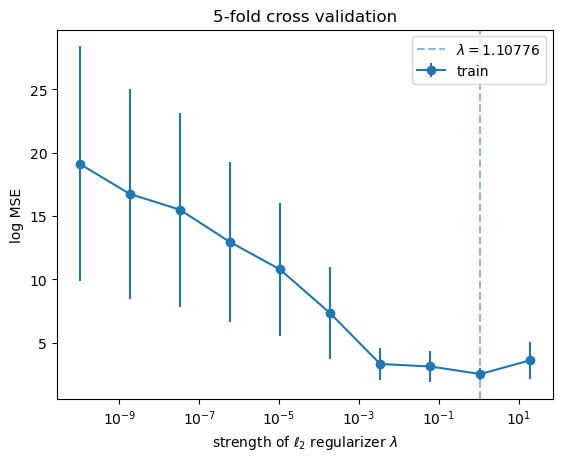 5-fold cross validation
λ = 1.10776
train
log MSE
25
20
15
10
5
10⁻⁹
10⁻⁷
10⁻⁵
10⁻³
10⁻¹
10¹
strength of ℓ₂ regularizer λ